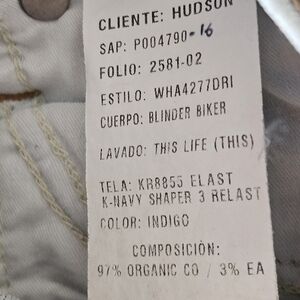 CLIENTE: HUDSON
SAP: P004790-16
FOLIO: 2581-02
ESTILO: WHA4277DRI
CUERPO: BLINDER BIKER
LAVADO: THIS LIFE (THIS)
TELA: KR8855 ELAST
K-NAVY SHAPER 3 RELAST
COLOR: INDIGO
COMPOSICIÓN:
97% ORGANIC CO / 3% EA